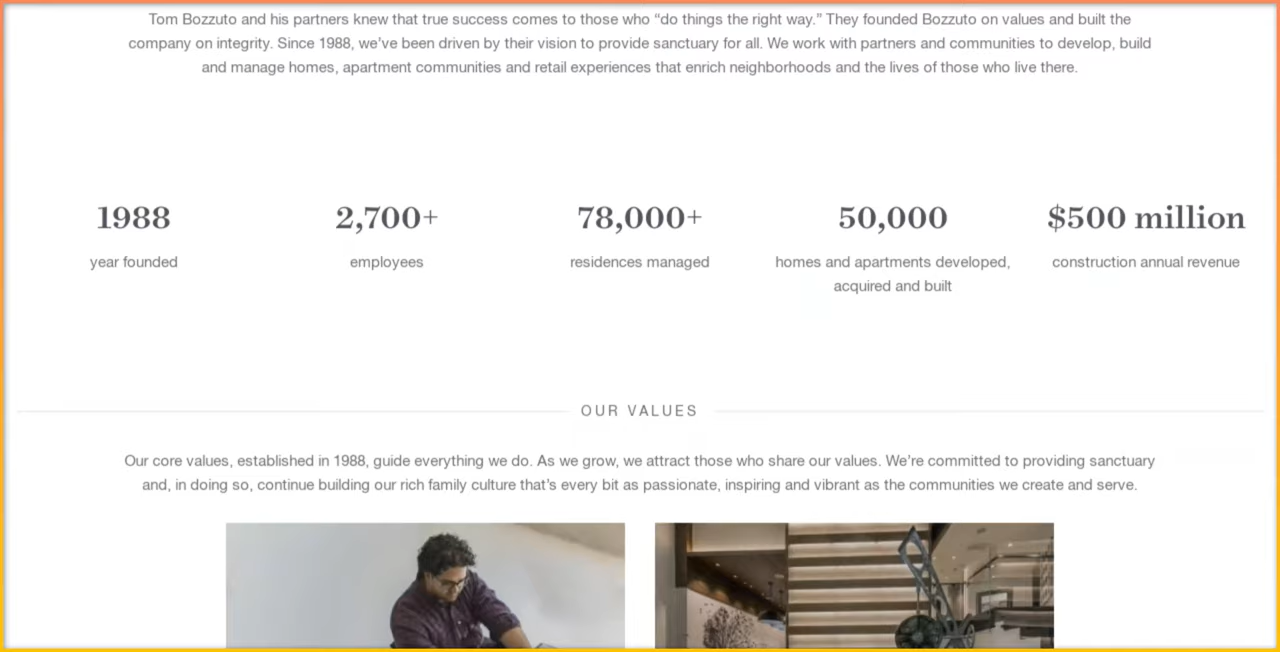 Tom Bozzuto and his partners knew that true success comes to those who “do things the right way.” They founded Bozzuto on values and built the
company on integrity. Since 1988, we’ve been driven by their vision to provide sanctuary for all. We work with partners and communities to develop, build
and manage homes, apartment communities and retail experiences that enrich neighborhoods and the lives of those who live there.
1988
year founded
2,700+
employees
78,000+
residences managed
50,000
homes and apartments developed,
acquired and built
$500 million
construction annual revenue
OUR VALUES
Our core values, established in 1988, guide everything we do. As we grow, we attract those who share our values. We’re committed to providing sanctuary
and, in doing so, continue building our rich family culture that’s every bit as passionate, inspiring and vibrant as the communities we create and serve.